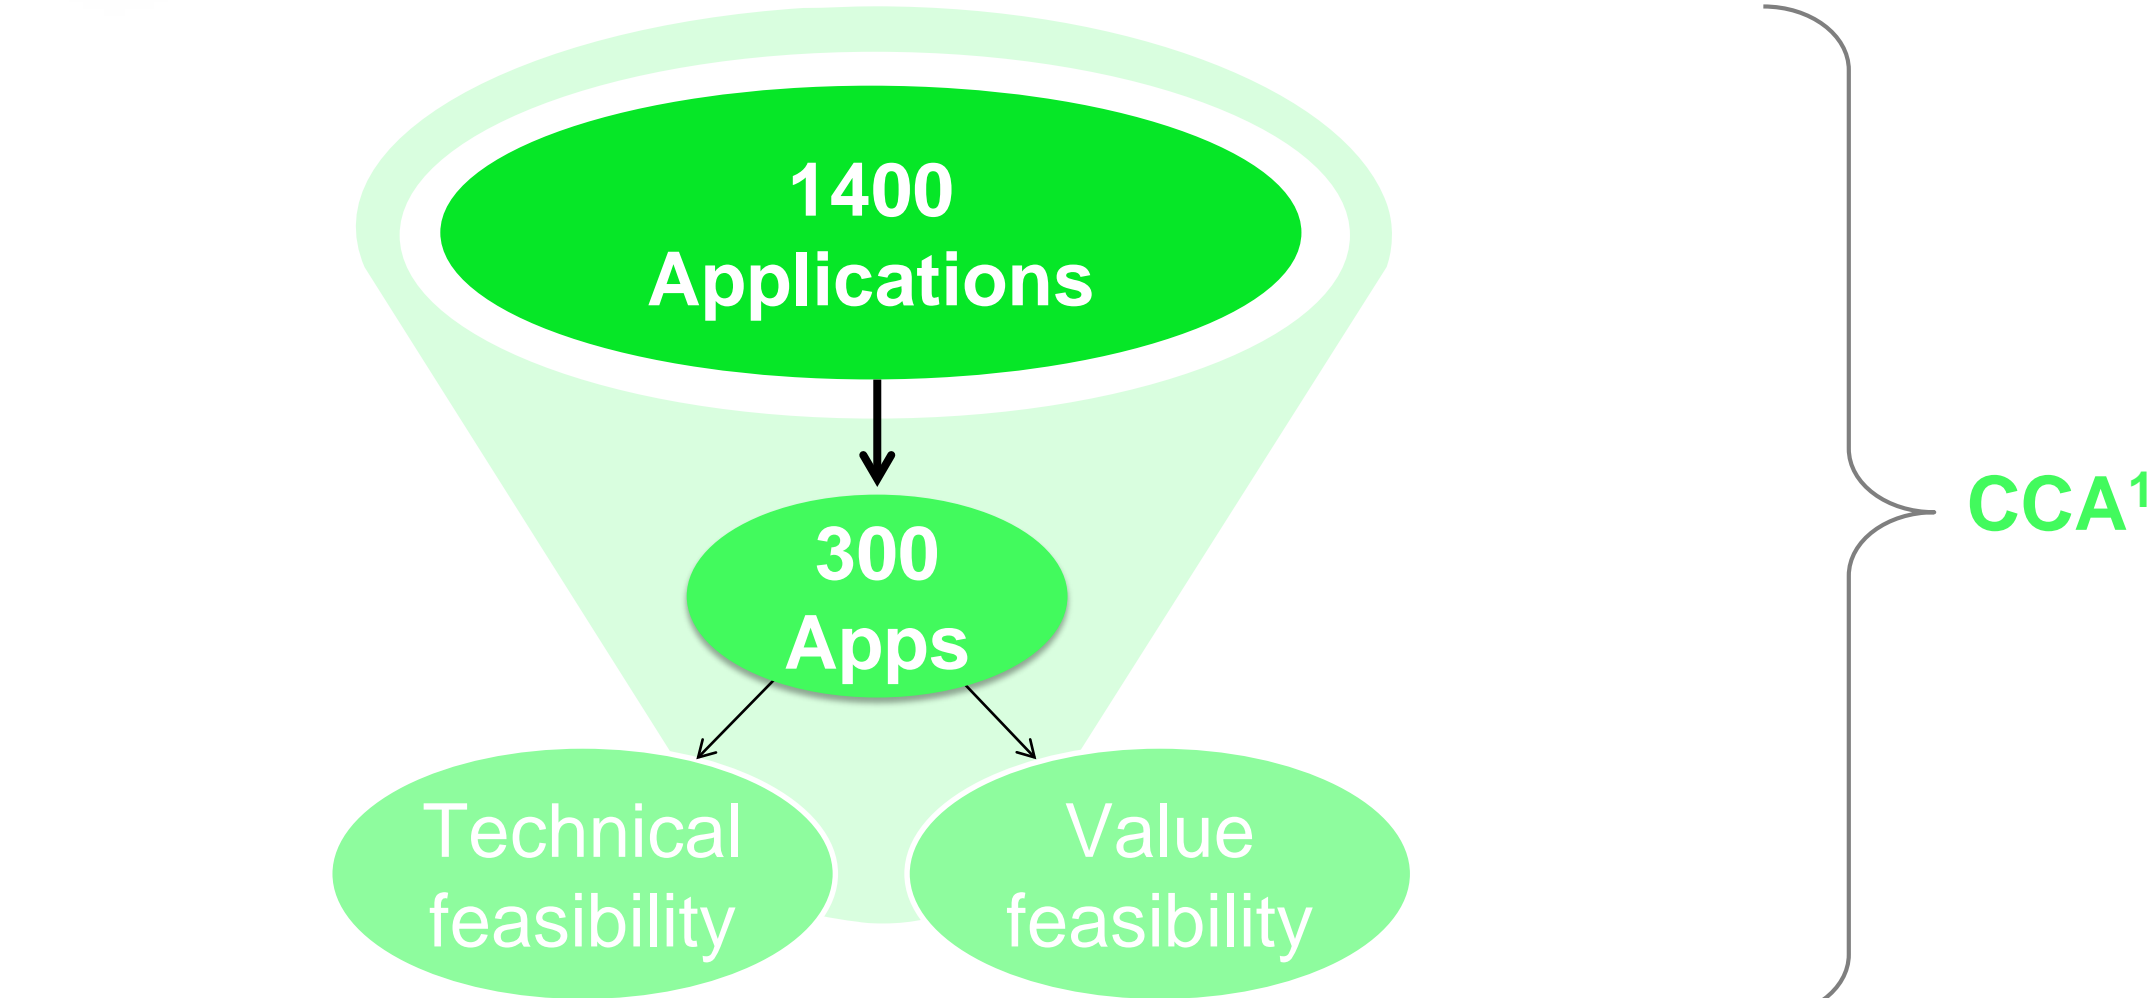 1400
Applications
300
Apps
CCA¹
Technical
feasibility
Value
feasibility